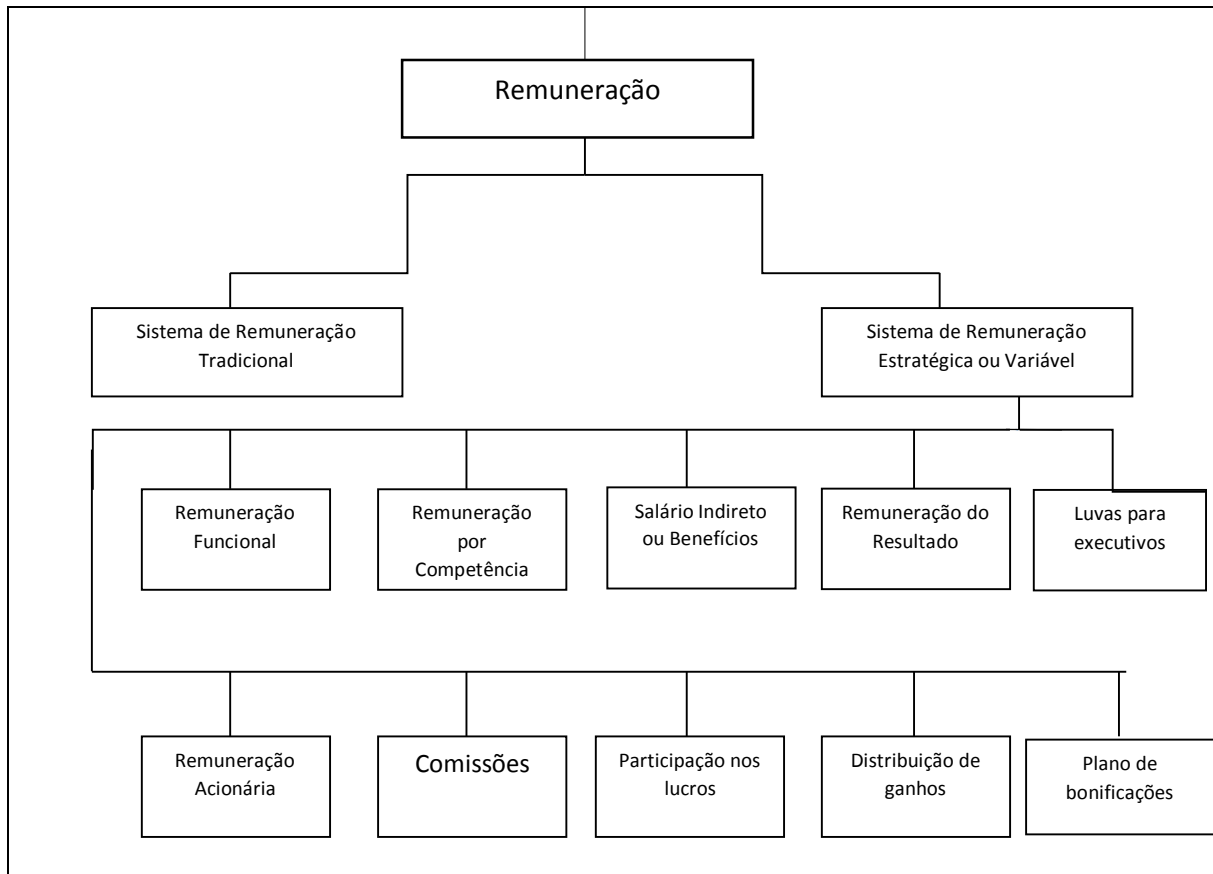 Remuneração
Sistema de Remuneração
Tradicional
Sistema de Remuneração
Estratégica ou Variável
Remuneração
Funcional
Remuneração
por
Competência
Salário Indireto
ou Benefícios
Remuneração do
Resultado
Luvas para
executivos
Remuneração
Acionária
Comissões
Participação nos
lucros
Distribuição de
ganhos
Plano de
bonificações